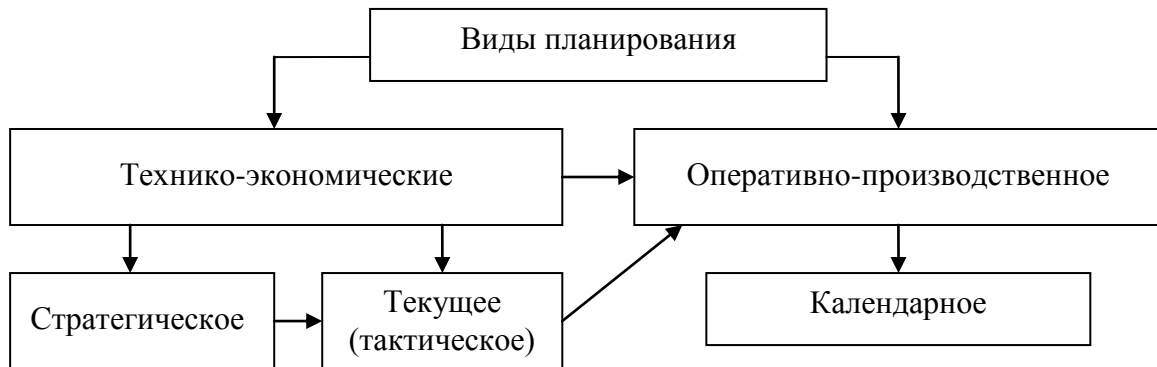 Виды планирования
Технико-экономические
Оперативно-производственное
Стратегическое
Текущее
(тактическое)
Календарное